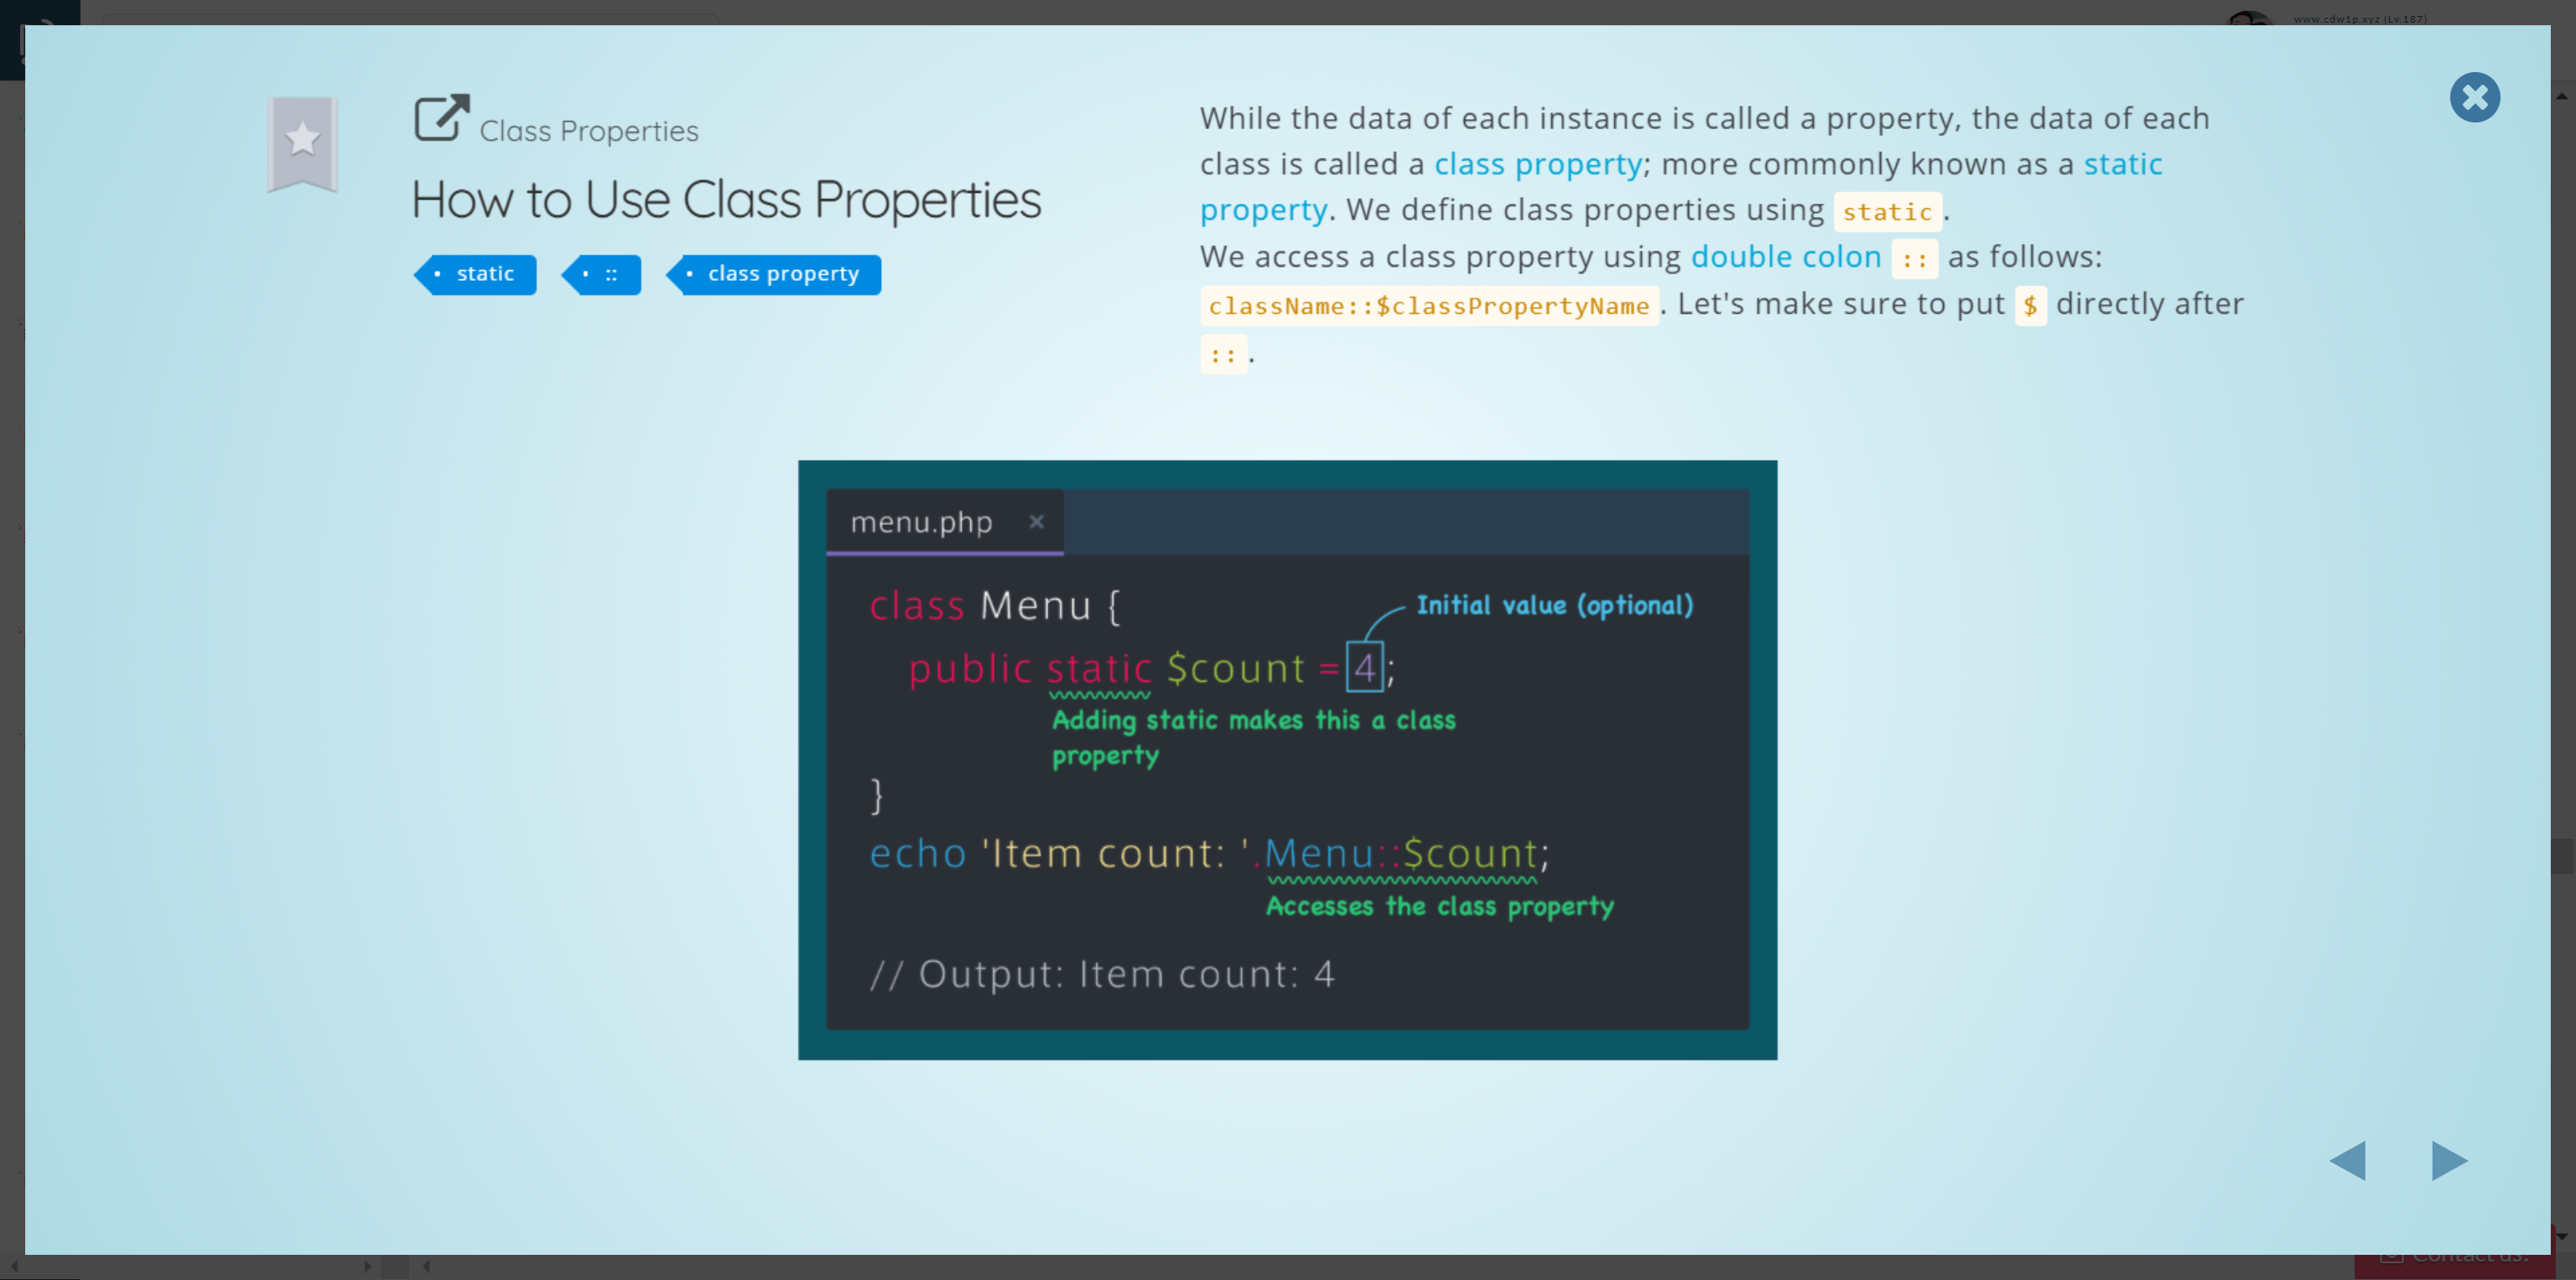 www.cdw1p.xyz (Lv.187)
Class Properties
How to Use Class Properties
• static • :: • class property
While the data of each instance is called a property, the data of each
class is called a class property; more commonly known as a static
property. We define class properties using static.
We access a class property using double colon :: as follows:
className::$classPropertyName. Let's make sure to put $ directly after
::.
menu.php ×
class Menu {
Initial value (optional)
public static $count = 4;
Adding static makes this a class
property
}
echo 'Item count: '.Menu::$count;
Accesses the class property
// Output: Item count: 4
Contact us!